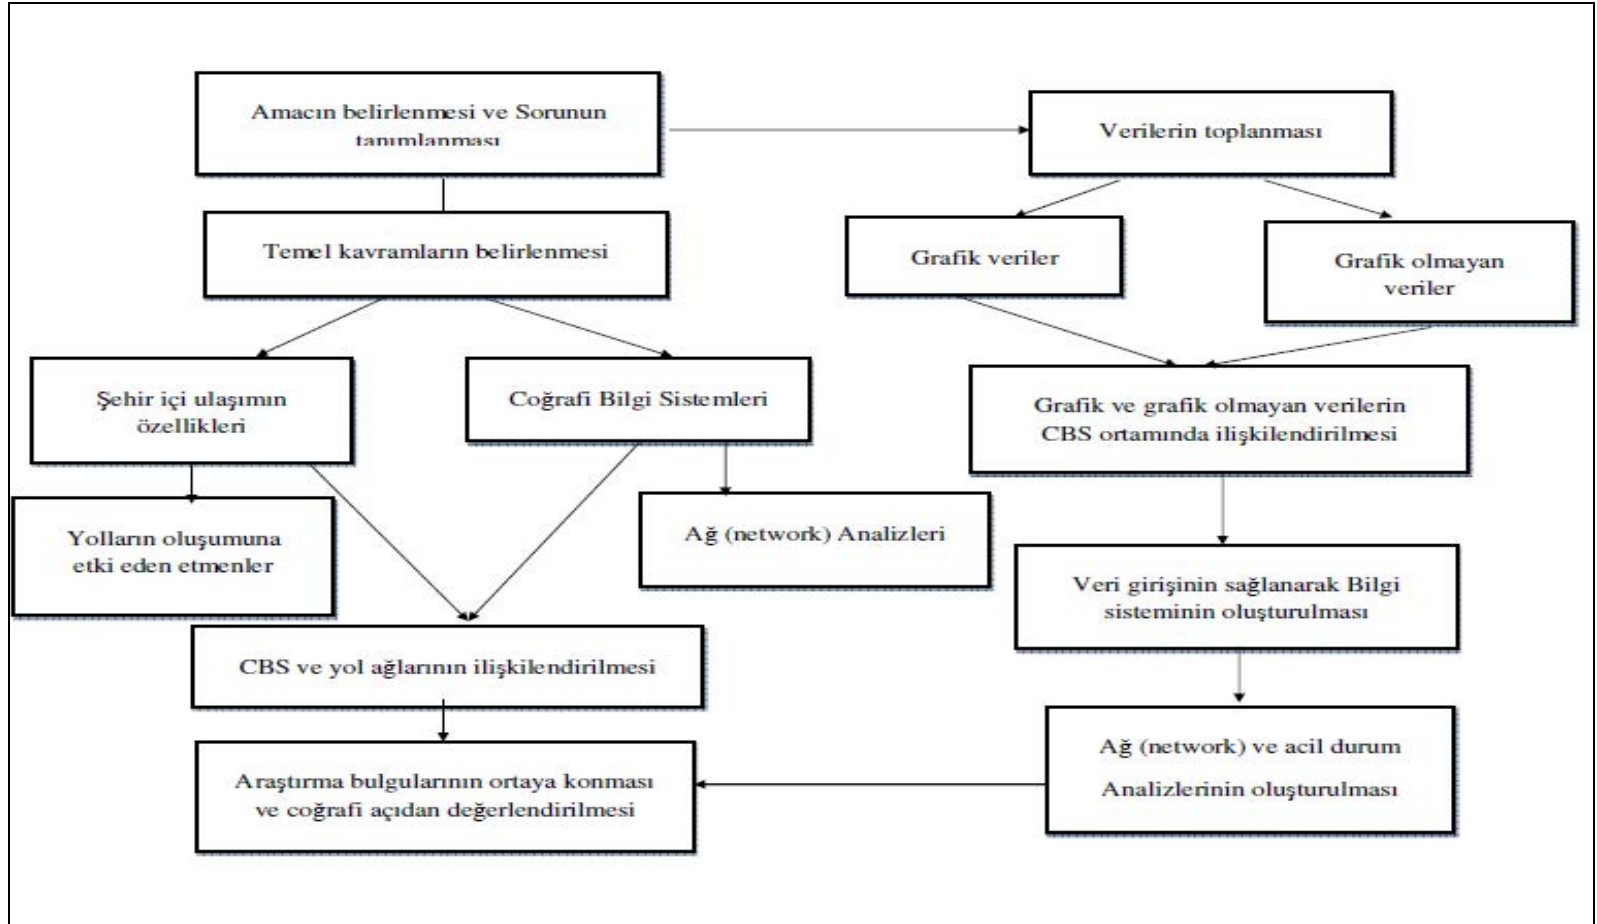 Amacın belirlenmesi ve Sorunun
tanımlanması
Verilerin toplanması
Temel kavramların belirlenmesi
Grafik veriler
Grafik olmayan
veriler
Şehir içi ulaşımın
özellikleri
Coğrafi Bilgi Sistemleri
Grafik ve grafik olmayan verilerin
CBS ortamında ilişkilendirilmesi
Yolların oluşumuna
etki eden etmenler
Ağ (network) Analizleri
Veri girişinin sağlanarak Bilgi
sisteminin oluşturulması
CBS ve yol ağlarının ilişkilendirilmesi
Ağ (network) ve acil durum
Analizlerinin oluşturulması
Araştırma bulgularının ortaya konması
ve coğrafi açıdan değerlendirilmesi